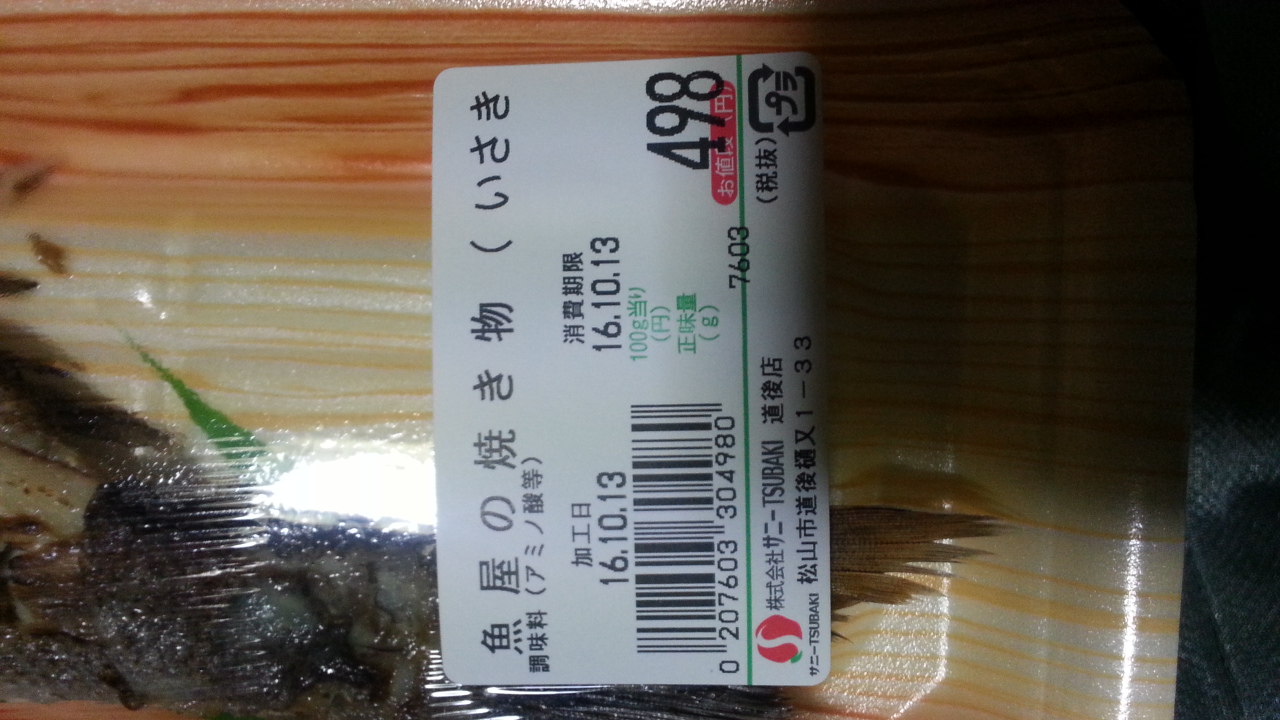 魚屋の焼き物（いさき
調味料（アミノ酸等）
加工日
16.10.13
消費期限
16.10.13
100g当り
（円）
正味量
（g）
498
お値段（円）
（税抜）
プラ
7603
0 207603 304980
株式会社サニーTSUBAKI 道後店
松山市道後樋又1－33
サニーTSUBAKI